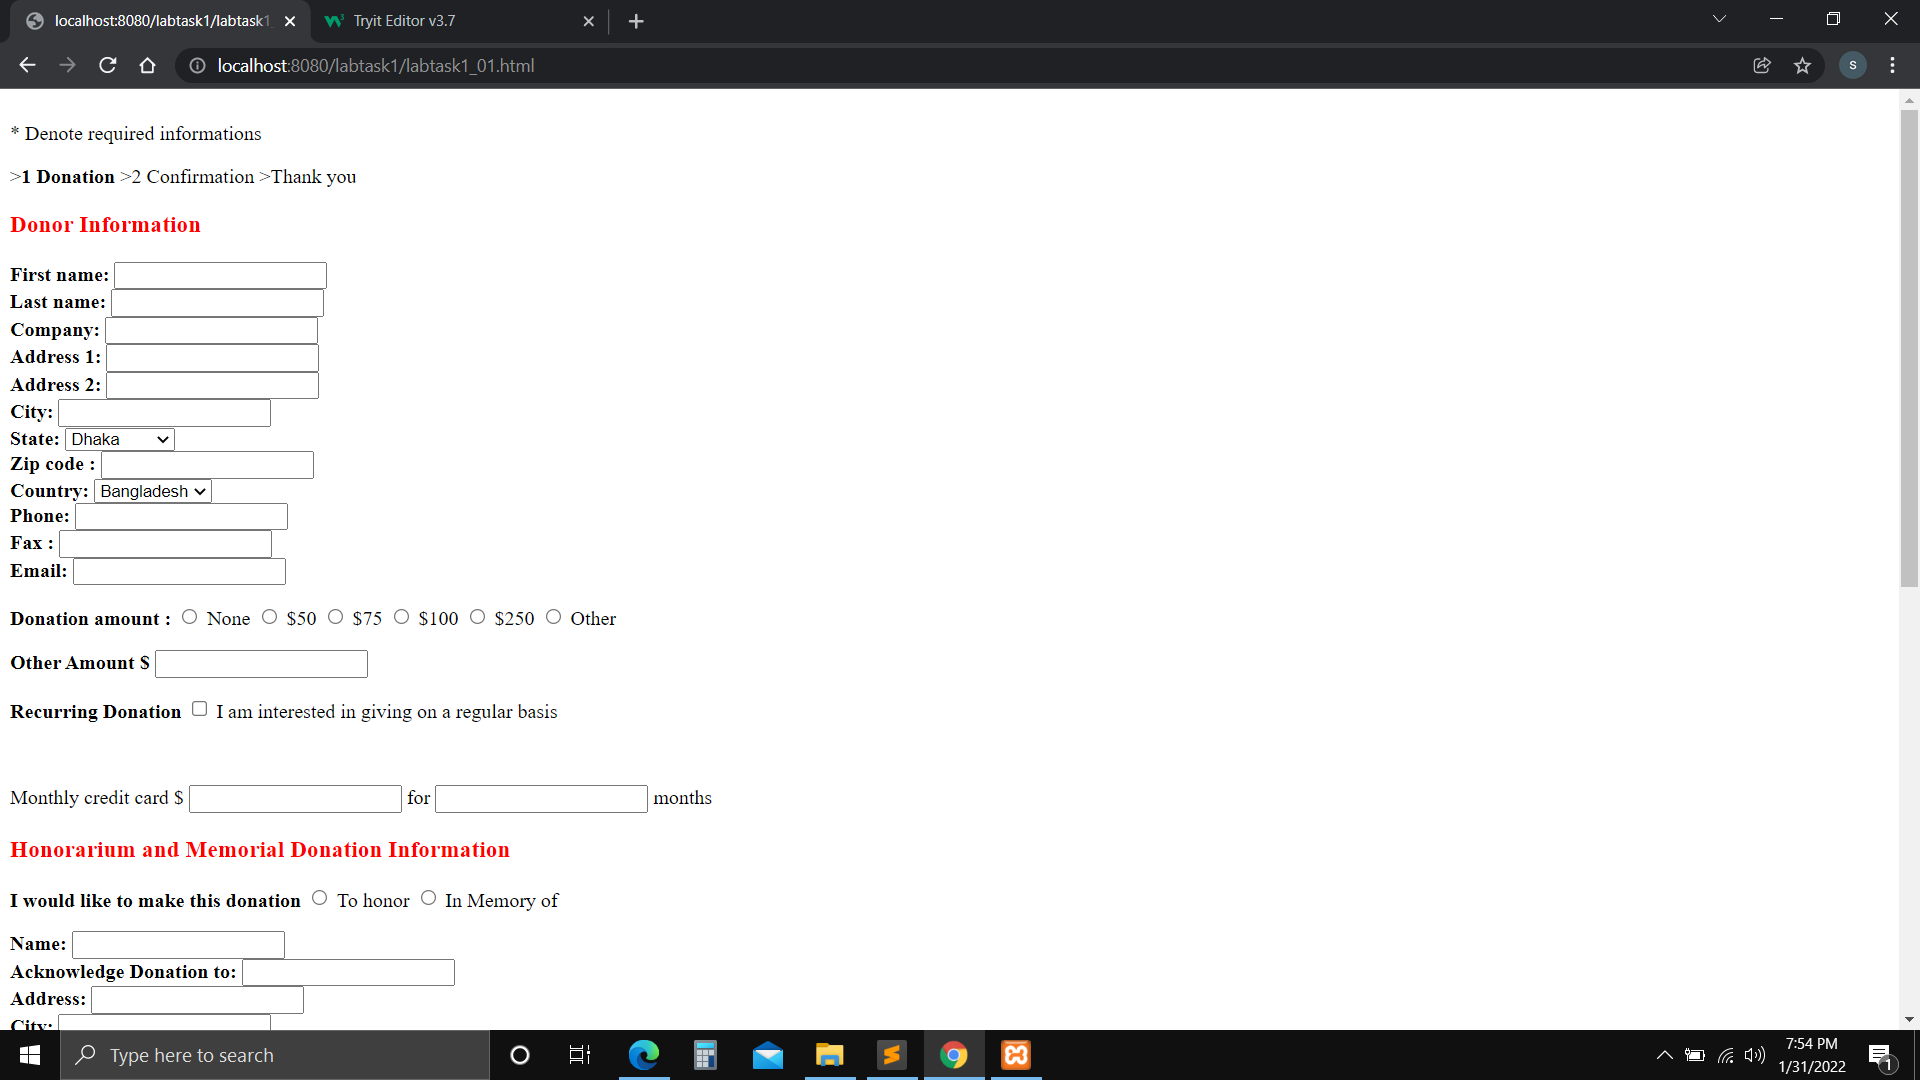 localhost:8080/labtask1/labtask1_
Tryit Editor v3.7
localhost:8080/labtask1/labtask1_01.html
S
* Denote required informations
>1 Donation >2 Confirmation >Thank you
Donor Information
First name:
Last name:
Company:
Address 1:
Address 2:
City:
State: Dhaka
Zip code :
Country: Bangladesh
Phone:
Fax :
Email:
Donation amount : None $50 $75 $100 $250 Other
Other Amount $
Recurring Donation I am interested in giving on a regular basis
Monthly credit card $ for months
Honorarium and Memorial Donation Information
I would like to make this donation To honor In Memory of
Name:
Acknowledge Donation to:
Address:
City:
Type here to search
7:54 PM
1/31/2022
1